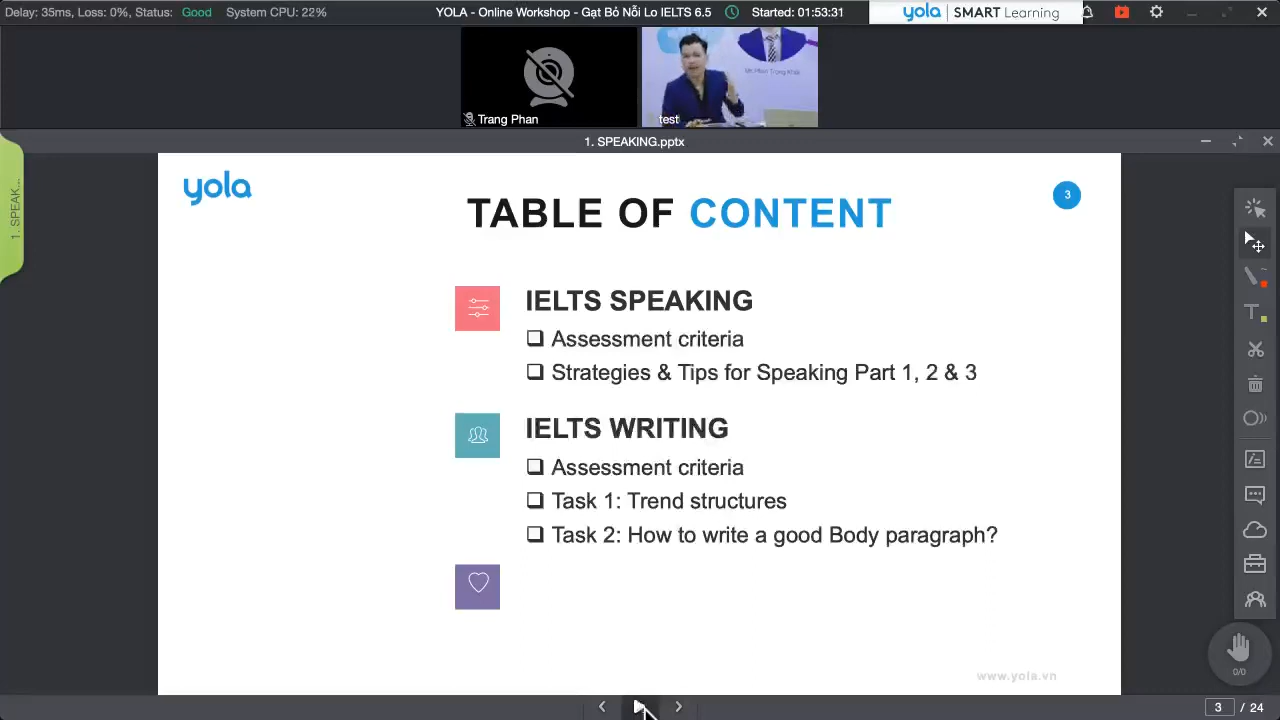 Delay: 35ms, Loss: 0%, Status: Good System CPU: 22%
YOLA - Online Workshop - Gạt Bỏ Nỗi Lo IELTS 6.5
Started: 01:53:31
yola | SMART Learning
Trang Phan
test
1. SPEAKING.pptx
1. SPEAK...
yola
TABLE OF CONTENT
3
IELTS SPEAKING
❑ Assessment criteria
❑ Strategies & Tips for Speaking Part 1, 2 & 3
IELTS WRITING
❑ Assessment criteria
❑ Task 1: Trend structures
❑ Task 2: How to write a good Body paragraph?
www.yola.vn
0/0
3 / 24